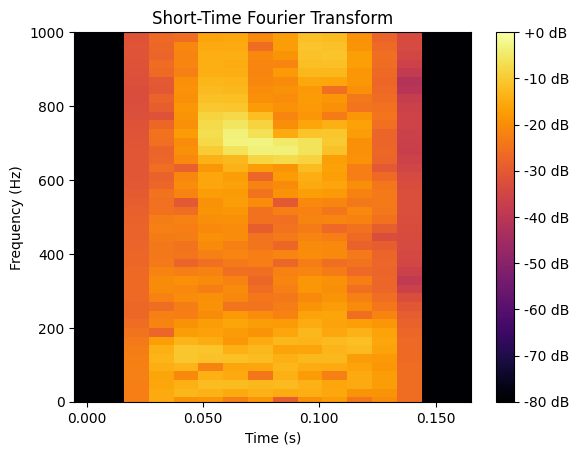 Short-Time Fourier Transform
Frequency (Hz)
1000
800
600
400
200
0
0.000
0.050
0.100
0.150
Time (s)
+0 dB
-10 dB
-20 dB
-30 dB
-40 dB
-50 dB
-60 dB
-70 dB
-80 dB